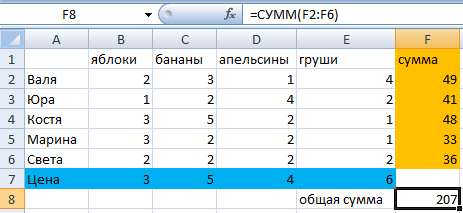 F8 fx =СУММ(F2:F6)
A B C D E F
1 яблоки бананы апельсины груши сумма
2 Валя 2 3 1 4 49
3 Юра 1 2 4 2 41
4 Костя 3 5 2 1 48
5 Марина 3 2 2 1 33
6 Света 2 2 2 2 36
7 Цена 3 5 4 6
8 общая сумма 207